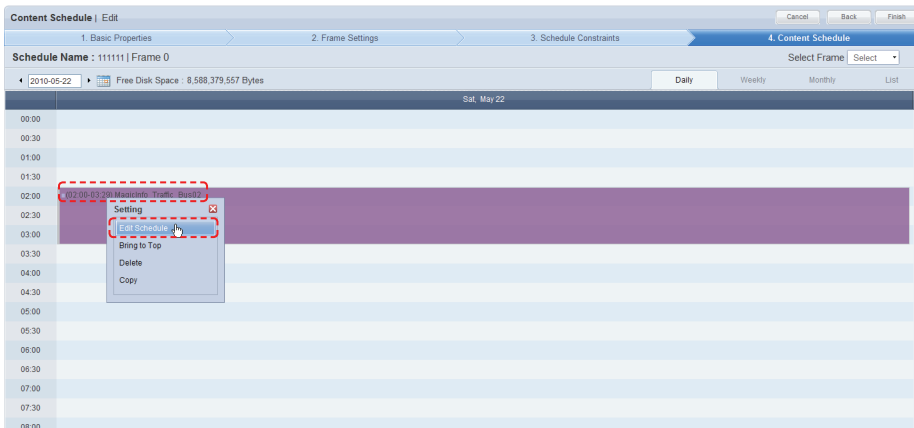 Content Schedule | Edit
Cancel Back Finish
1. Basic Properties 2. Frame Settings 3. Schedule Constraints 4. Content Schedule
Schedule Name : 111111 | Frame 0
Select Frame Select
2010-05-22 Free Disk Space : 8,588,379,557 Bytes
Daily Weekly Monthly List
Sat, May 22
00:00
00:30
01:00
01:30
02:00 (02:00-03:29) MagicInfo_Traffic_Bus02
Setting
02:30
Edit Schedule
03:00
Bring to Top
03:30
Delete
04:00
Copy
04:30
05:00
05:30
06:00
06:30
07:00
07:30
08:00